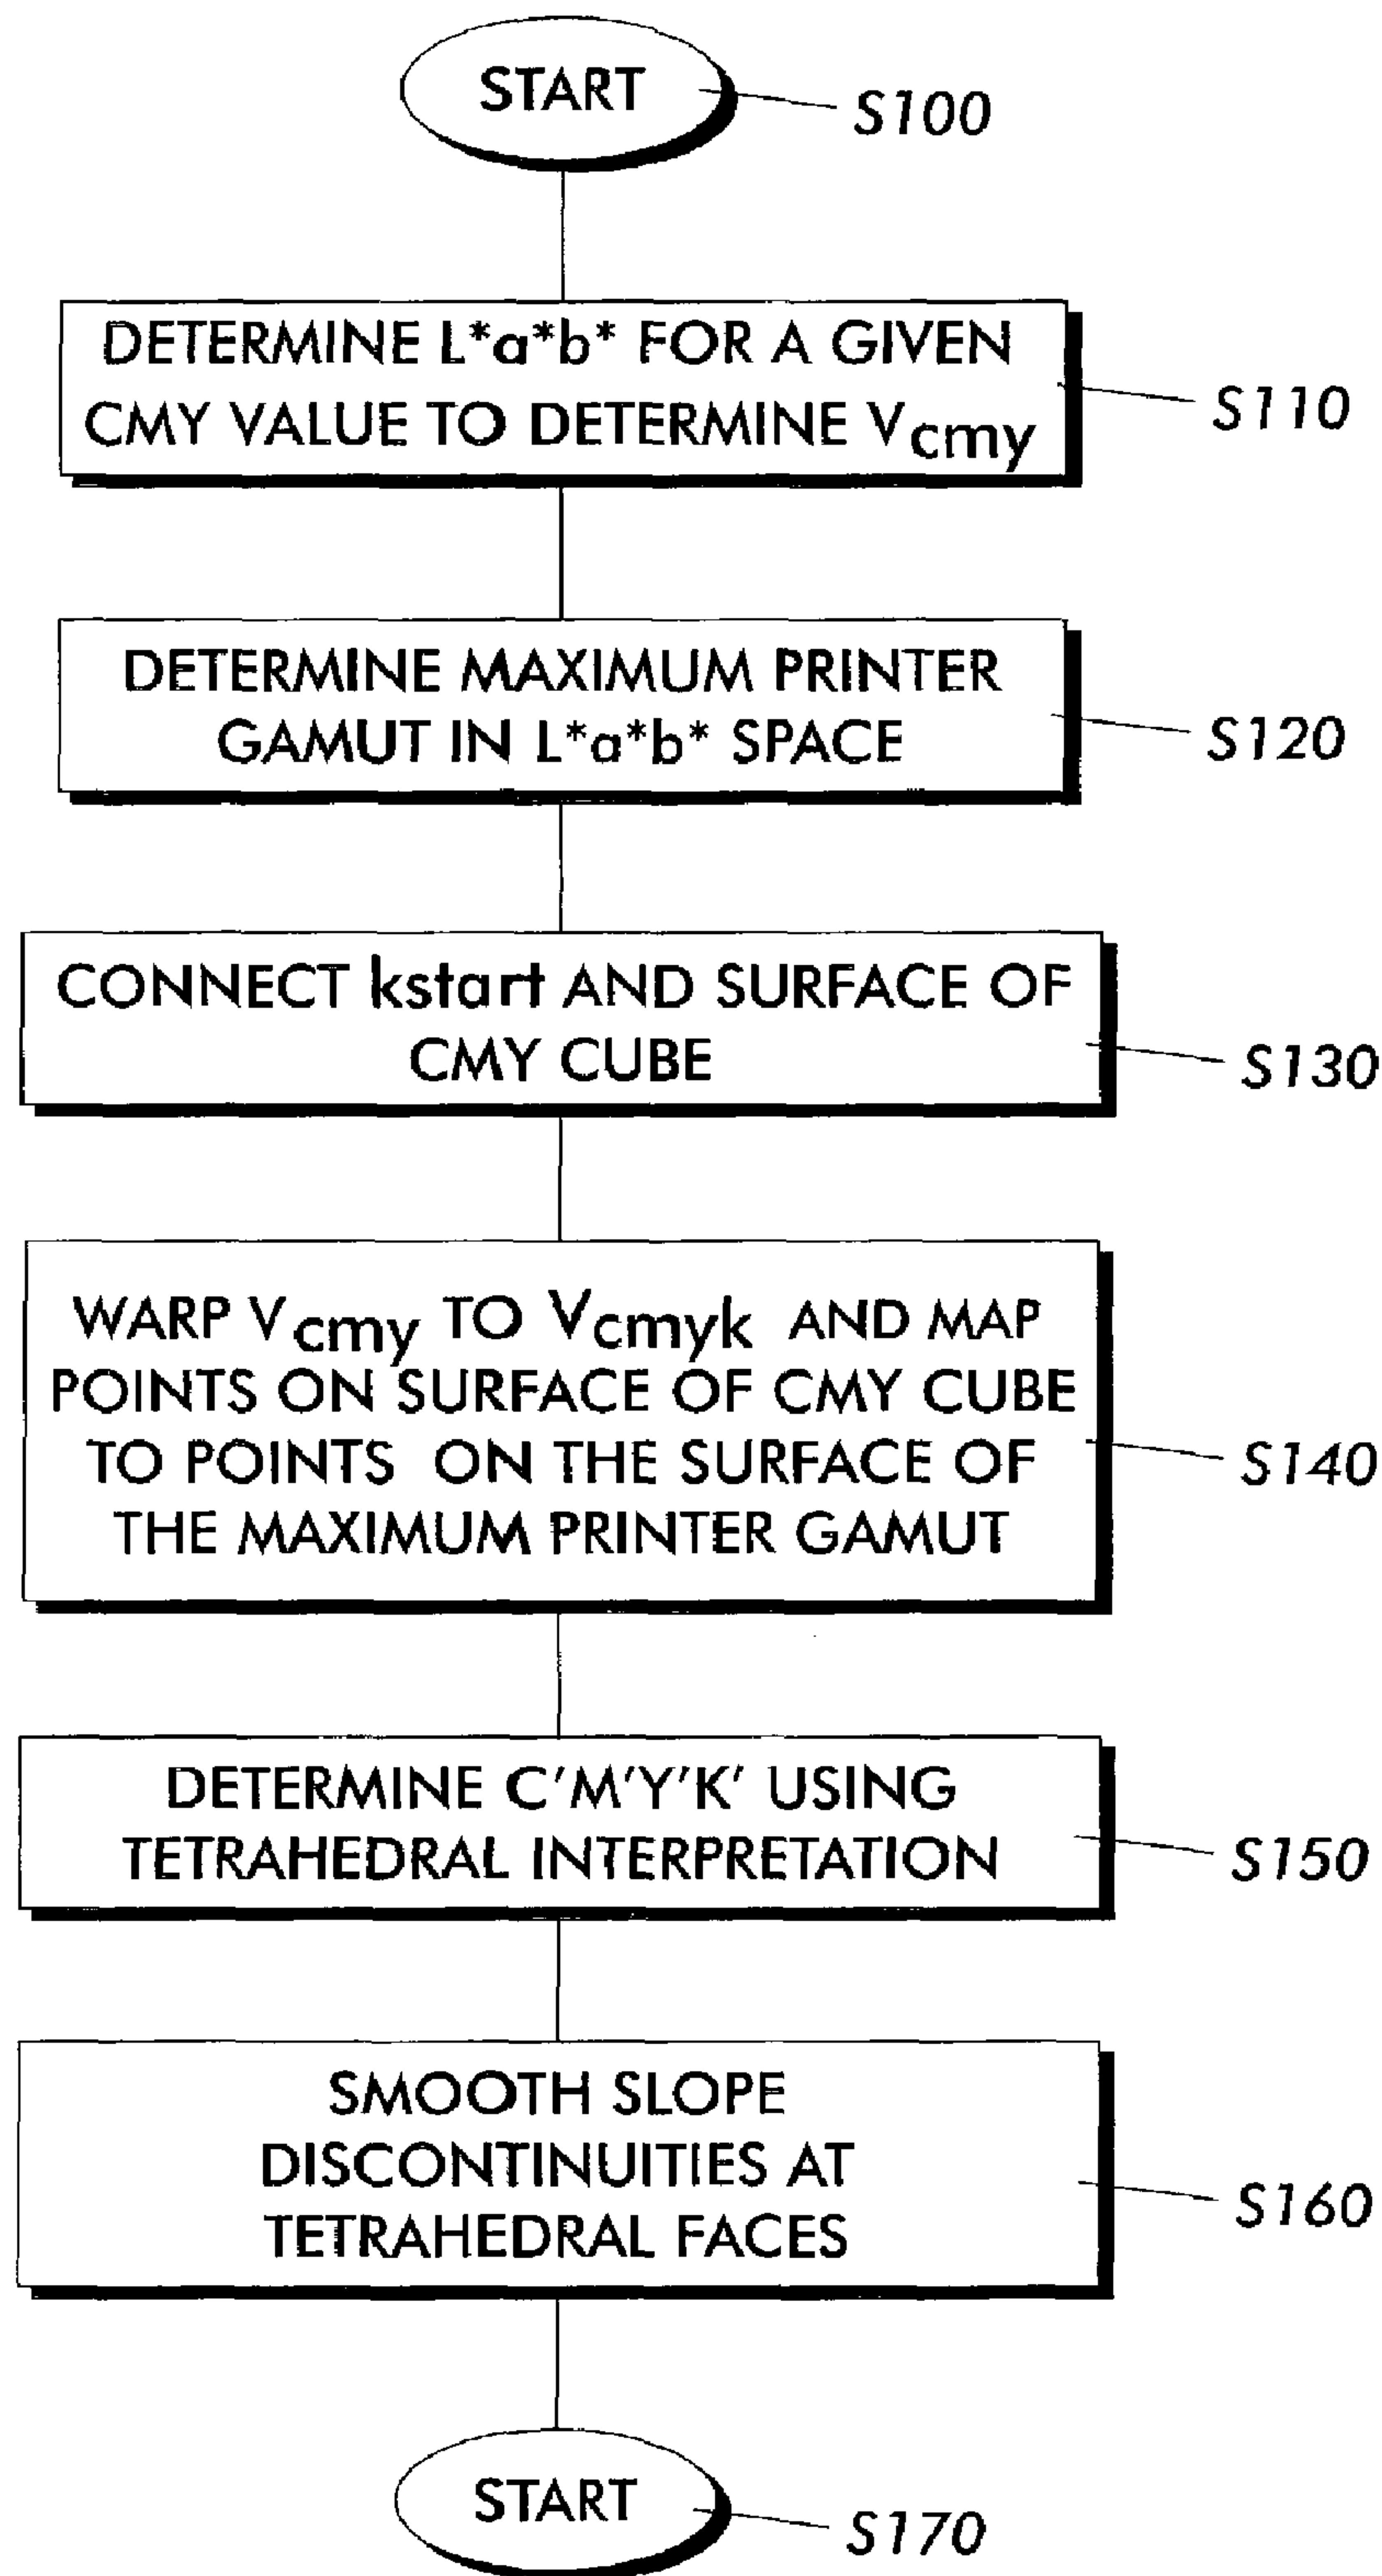 START
S100
DETERMINE L*a*b* FOR A GIVEN
CMY VALUE TO DETERMINE Vcmy
S110
DETERMINE MAXIMUM PRINTER
GAMUT IN L*a*b* SPACE
S120
CONNECT kstart AND SURFACE OF
CMY CUBE
S130
WARP Vcmy TO Vcmyk AND MAP
POINTS ON SURFACE OF CMY CUBE
TO POINTS ON THE SURFACE OF
THE MAXIMUM PRINTER GAMUT
S140
DETERMINE C'M'Y'K' USING
TETRAHEDRAL INTERPRETATION
S150
SMOOTH SLOPE
DISCONTINUITIES AT
TETRAHEDRAL FACES
S160
START
S170